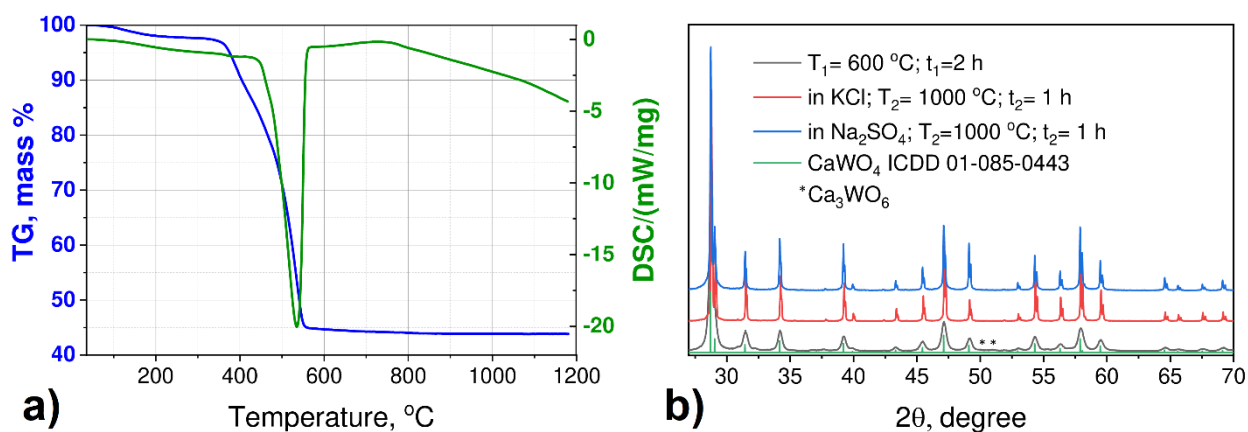 100
90
80
70
60
50
40
TG, mass %
200 400 600 800 1000 1200
Temperature, °C
0
-5
-10
-15
-20
DSC/(mW/mg)
a)
T₁= 600 °C; t₁=2 h
in KCl; T₂= 1000 °C; t₂= 1 h
in Na₂SO₄; T₂=1000 °C; t₂= 1 h
CaWO₄ ICDD 01-085-0443
*Ca₃WO₆
* *
30 35 40 45 50 55 60 65 70
2θ, degree
b)